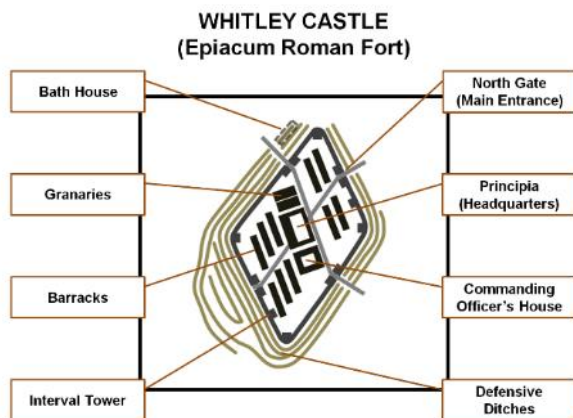 WHITLEY CASTLE
(Epiacum Roman Fort)
Bath House
North Gate
(Main Entrance)
Granaries
Principia
(Headquarters)
Barracks
Commanding
Officer's House
Interval Tower
Defensive
Ditches